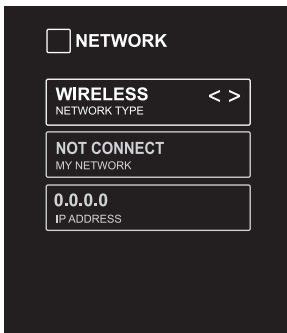 NETWORK
WIRELESS < >
NETWORK TYPE
NOT CONNECT
MY NETWORK
0.0.0.0
IP ADDRESS